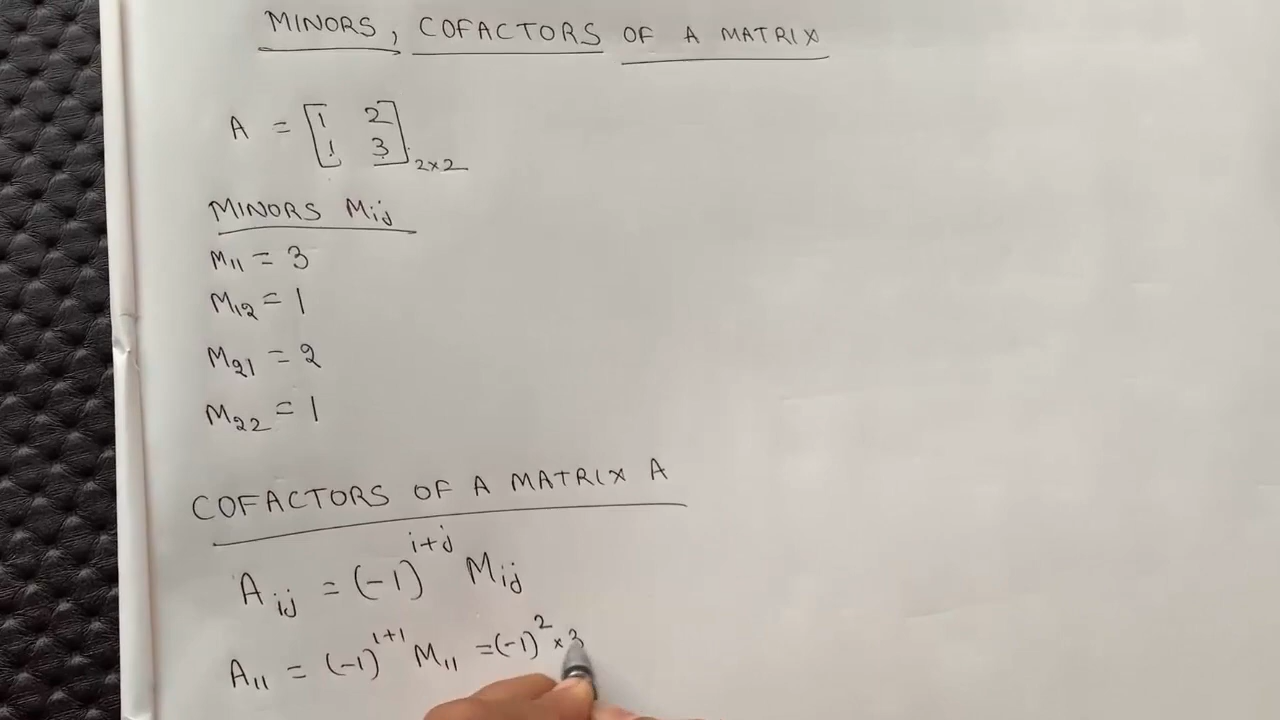 MINORS, COFACTORS OF A MATRIX
A = [1 2
1 3] 2×2
MINORS Mij
M11 = 3
M12 = 1
M21 = 2
M22 = 1
COFACTORS OF A MATRIX A
Aij = (-1)^i+j Mij
A11 = (-1)^1+1 M11 = (-1)^2 × 3